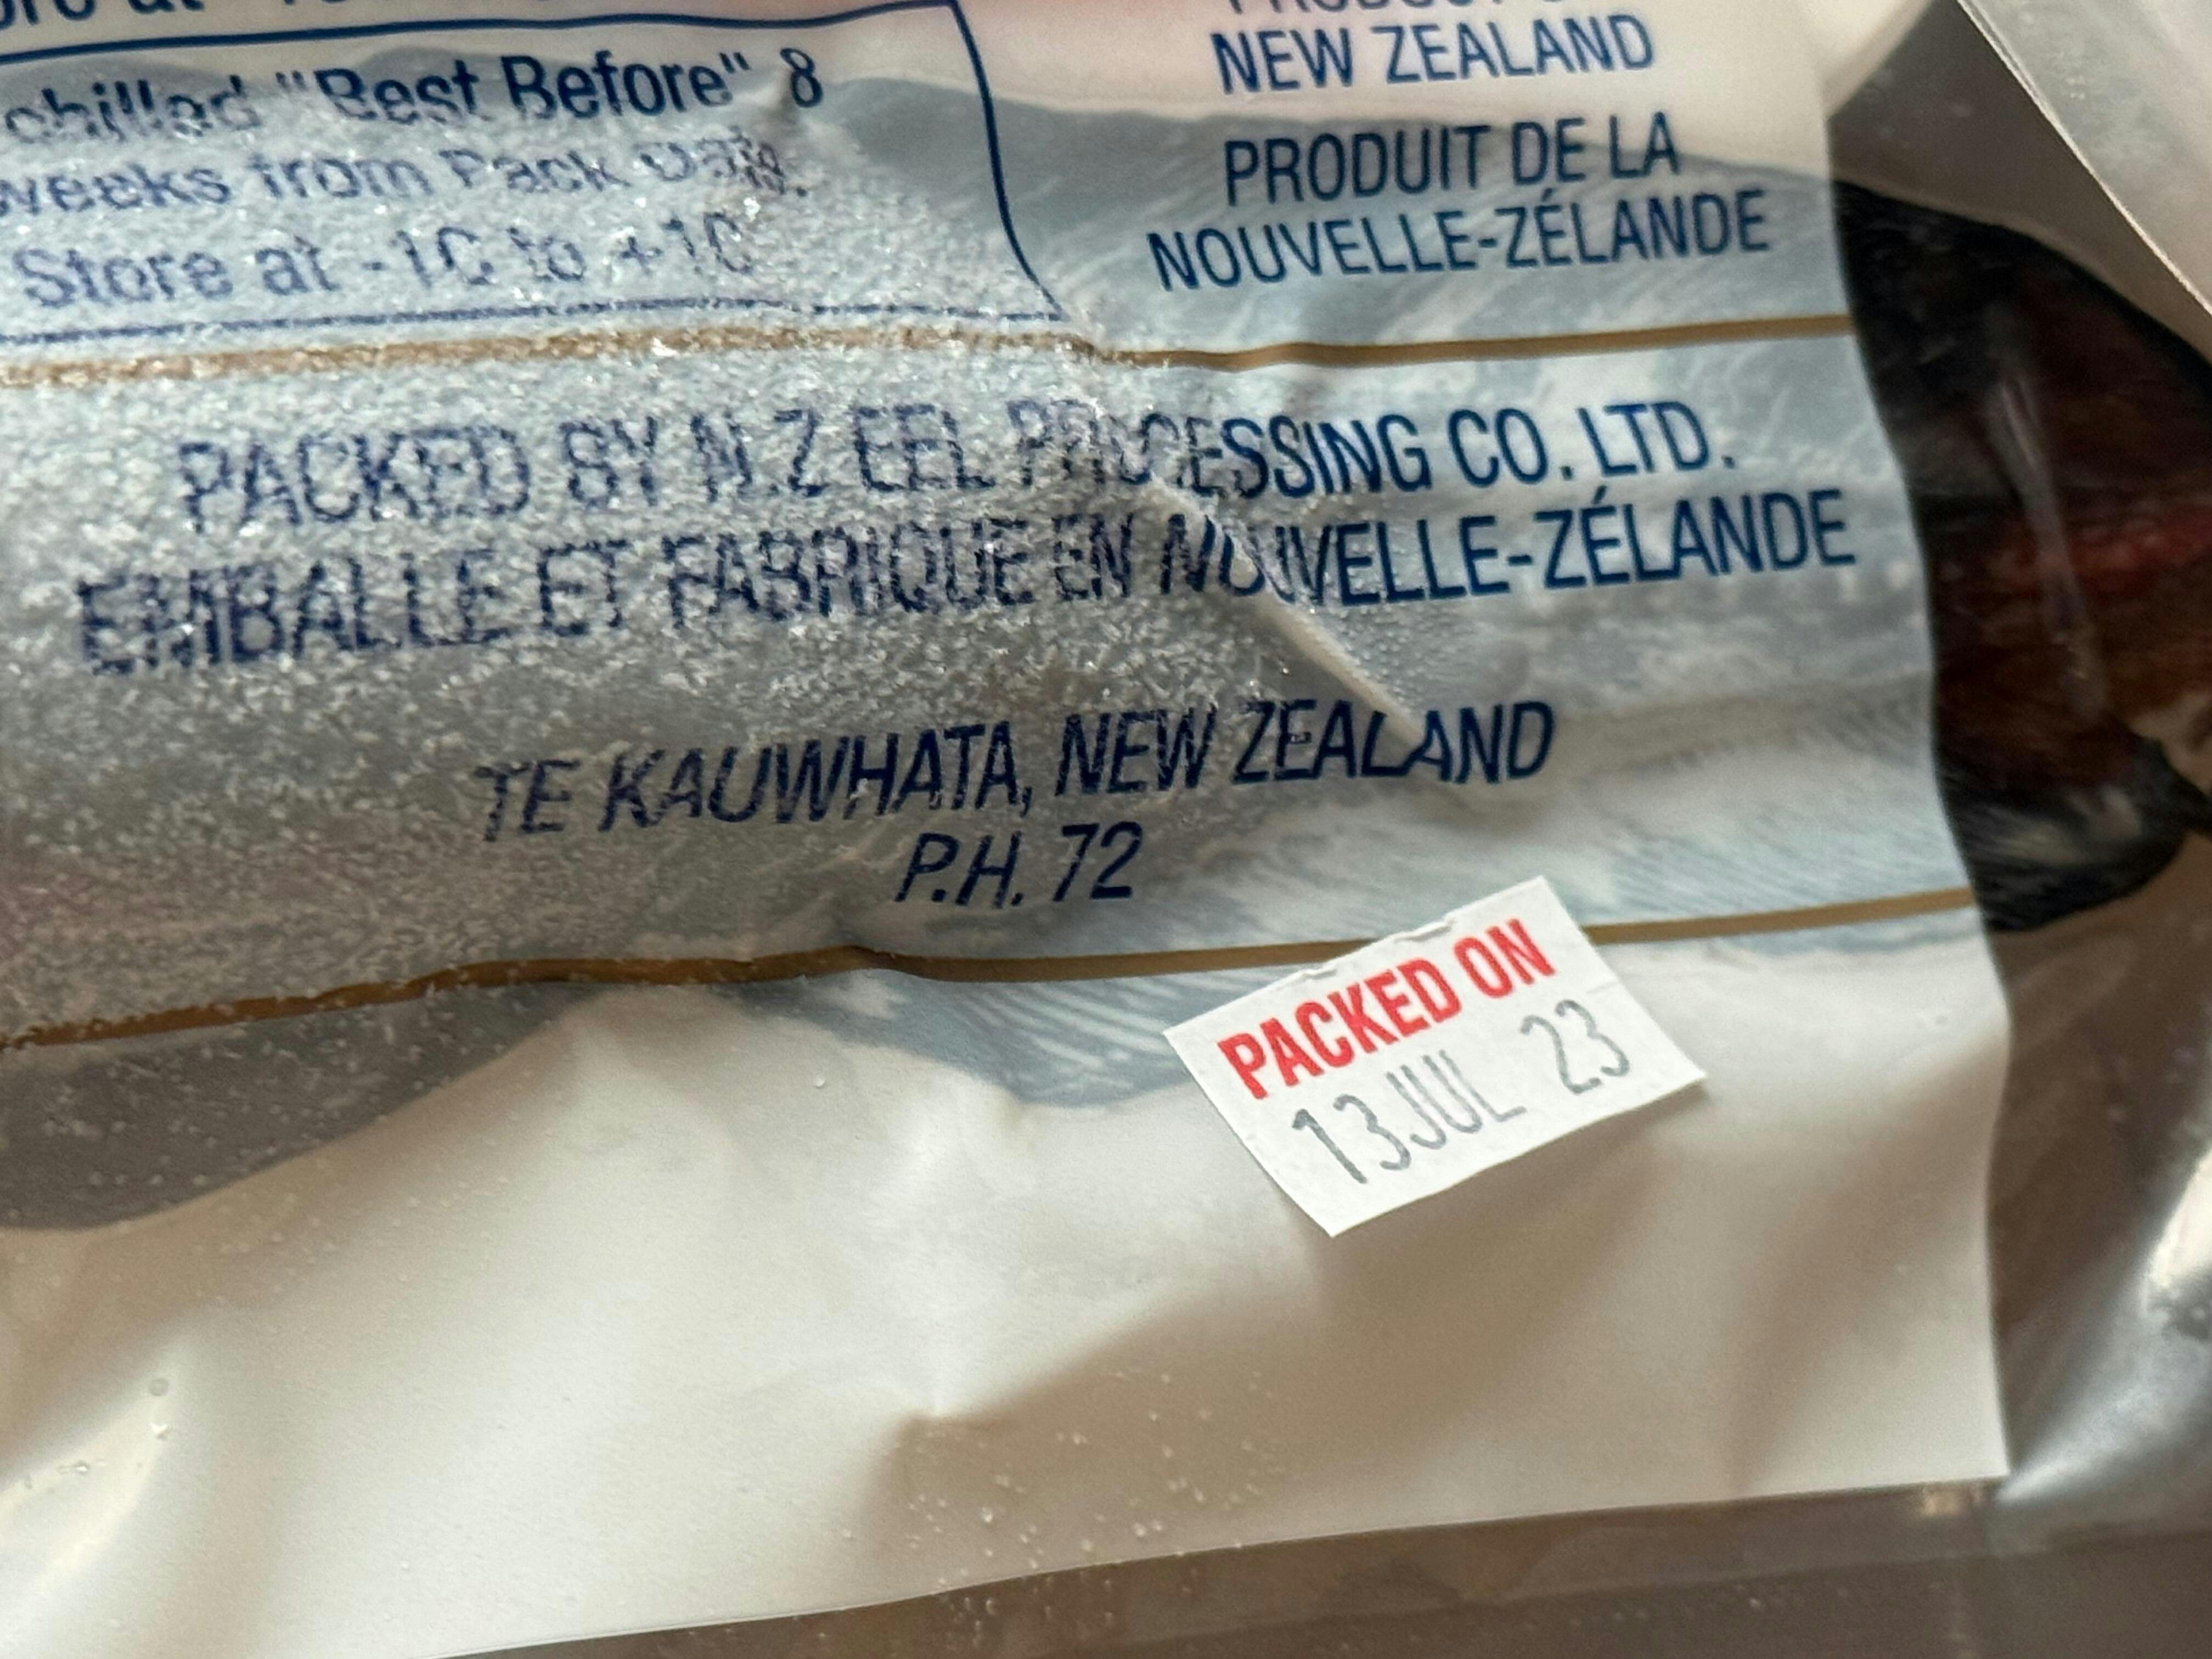 chilled "Best Before" 8
weeks from Pack Date.
Store at -1C to +1C
NEW ZEALAND
PRODUIT DE LA
NOUVELLE-ZÉLANDE
PACKED BY N.Z EEL PROCESSING CO. LTD.
EMBALLE ET FABRIQUE EN NOUVELLE-ZÉLANDE
TE KAUWHATA, NEW ZEALAND
P.H. 72
PACKED ON
13JUL 23